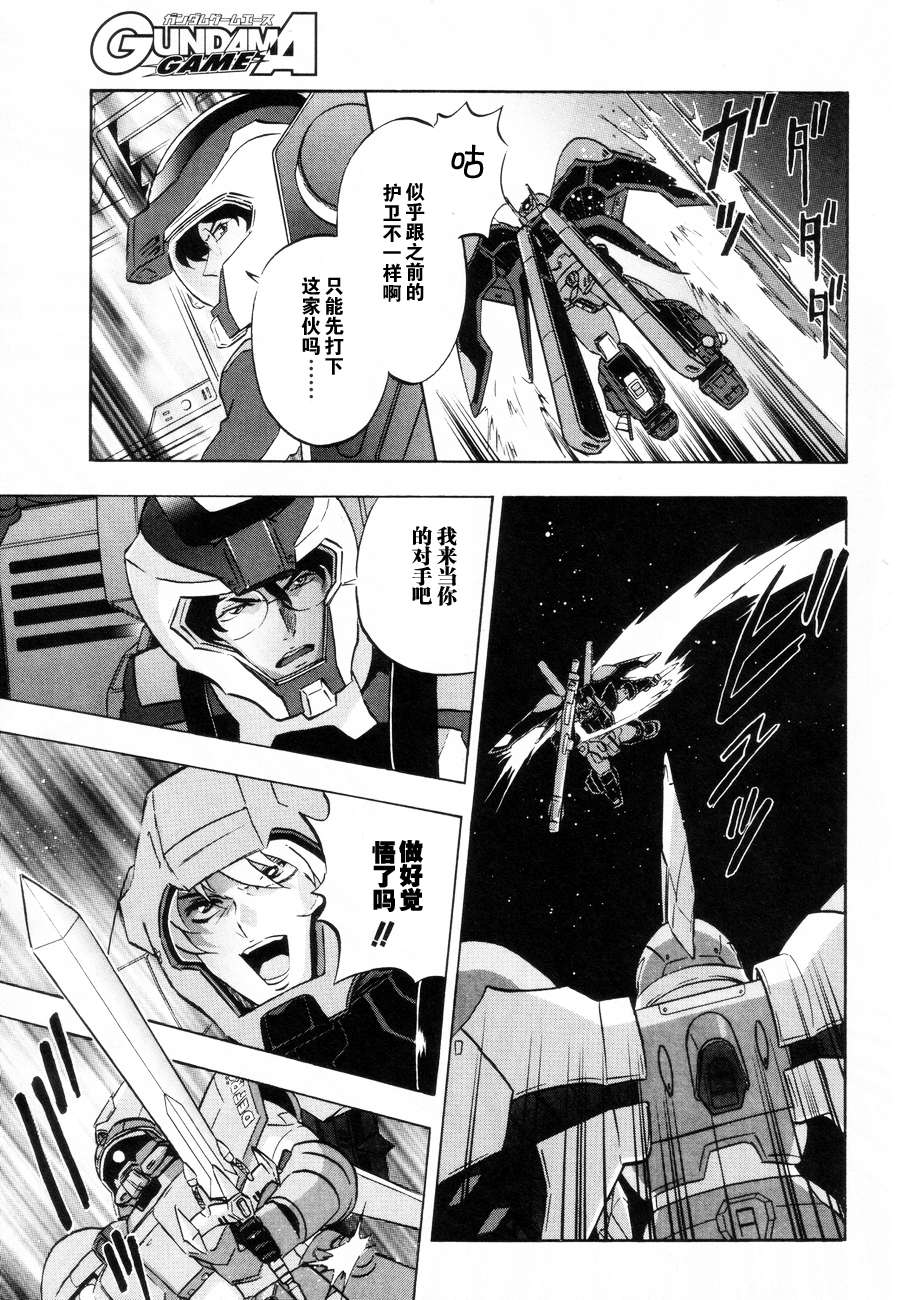 ガンダムゲームエース
GUNDAM A
GAME
ガガ
ダダダダ
咕
似乎跟之前的
护卫不一样啊
只能先打下
这家伙吗……
ビュッ
我来当你
的对手吧
做好觉
悟了吗
!!